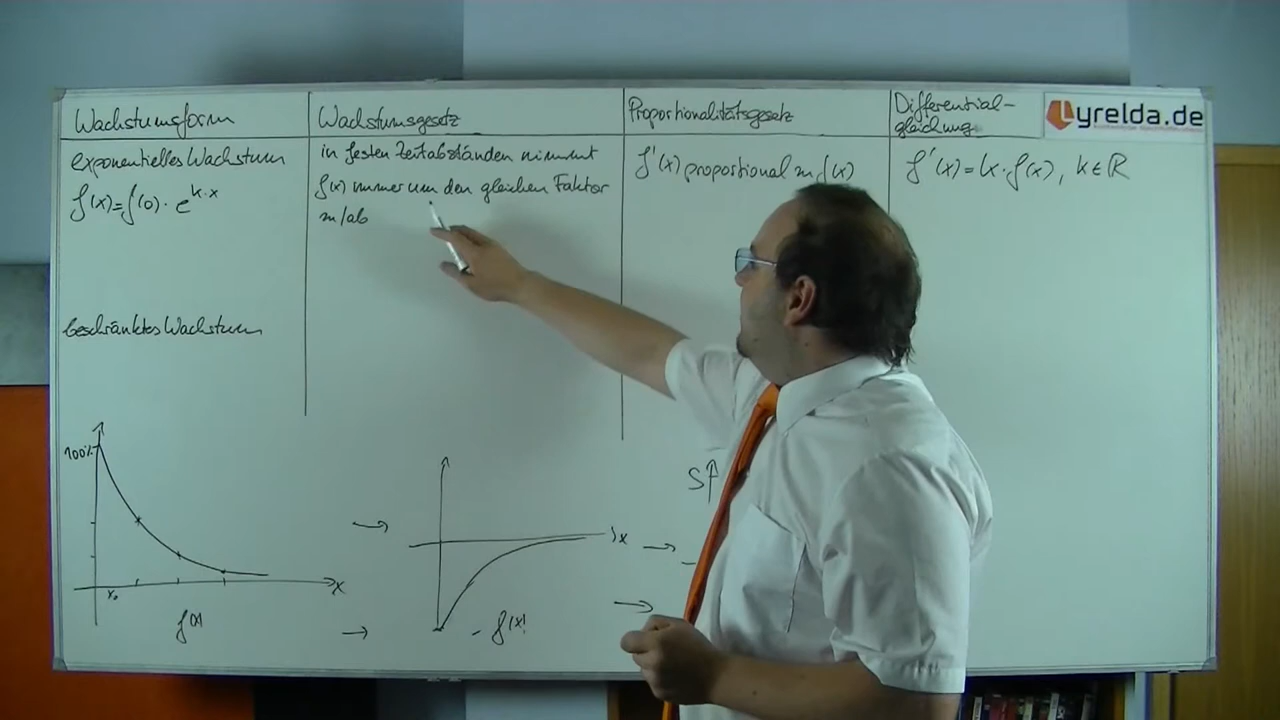 Wachstumsform
Wachstumsgesetz
Proportionalitätsgesetz
Differential-
gleichung
Lyrelda.de
exponentielles Wachstum
f(x)=f(0)·e^k·x
in festen Zeitabständen nimmt
f(x) immer um den gleichen Faktor
zu/ab
f'(x) proportional zu f(x)
f'(x)=k·f(x), k∈ℝ
beschränktes Wachstum
100%
x₀
x
f(x)
→
→
x
-f(x)
→
→
S